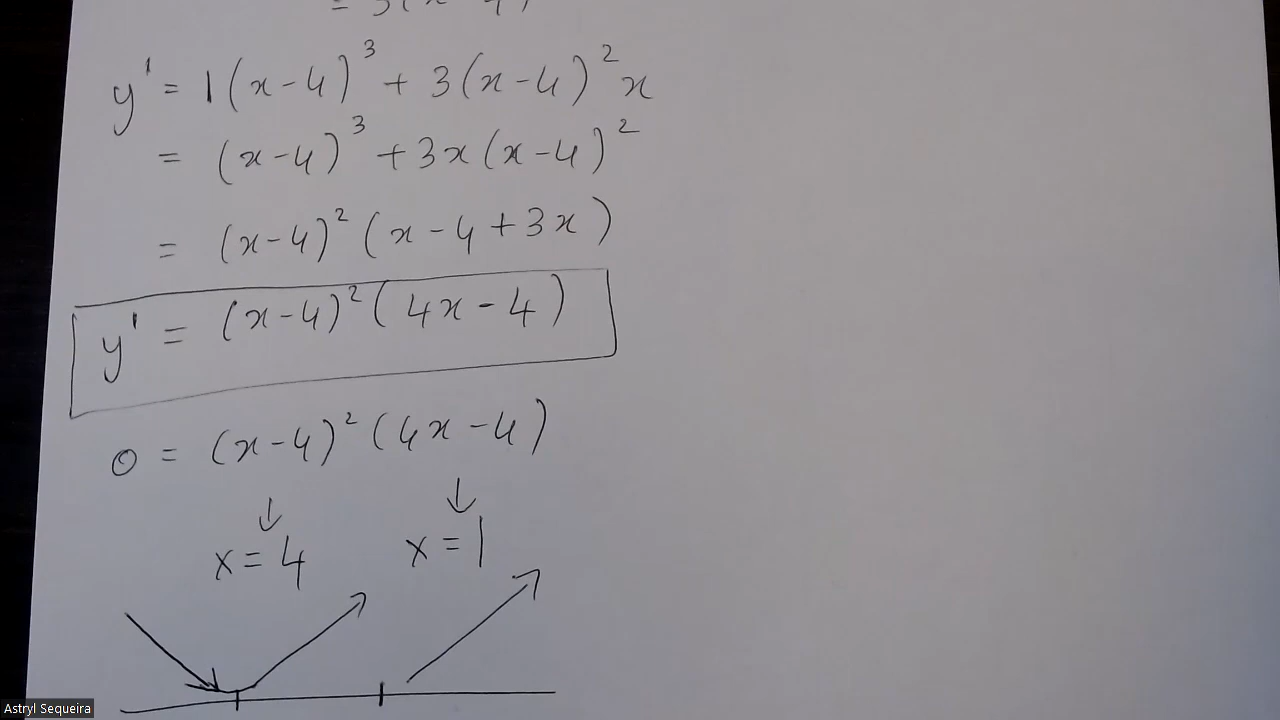 y' = 1(x-4)³ + 3(x-4)²x
= (x-4)³ + 3x(x-4)²
= (x-4)²(x-4+3x)
y' = (x-4)²(4x-4)
0 = (x-4)²(4x-4)
↓ ↓
x=4 x=1
Astryl Sequeira